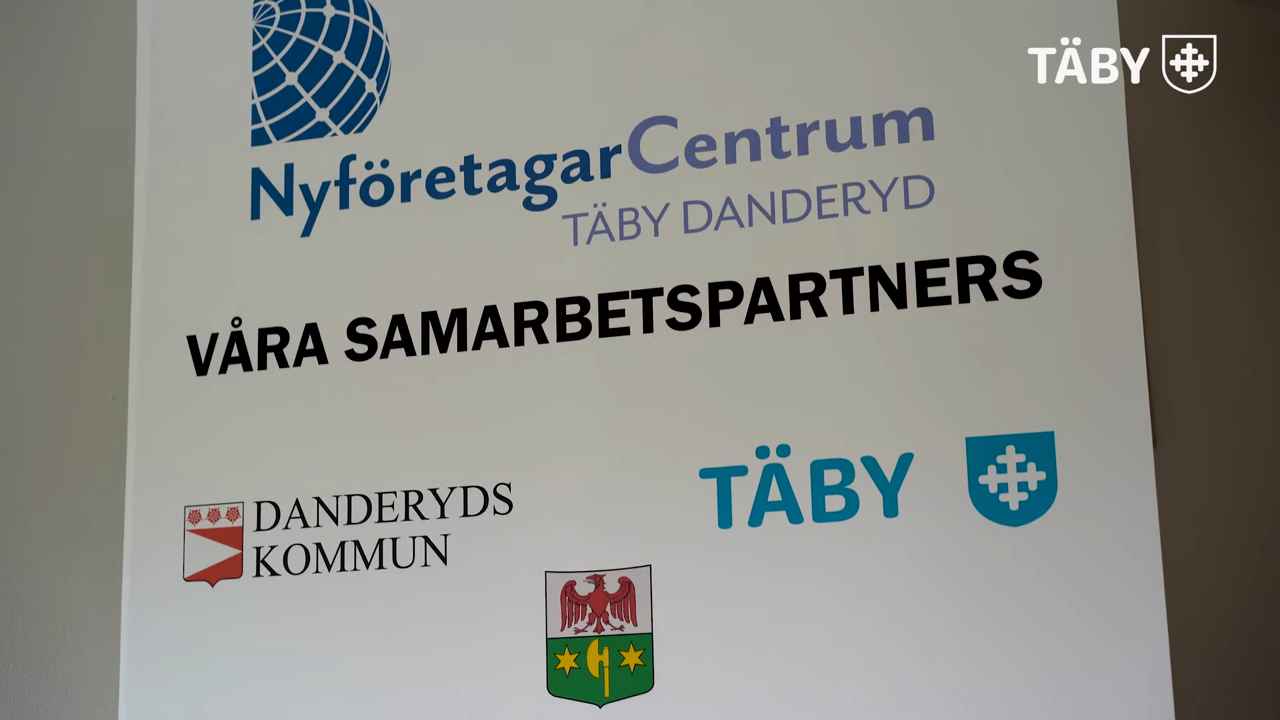 TÄBY
NyföretagarCentrum
TÄBY DANDERYD
VÅRA SAMARBETSPARTNERS
DANDERYDS
KOMMUN
TÄBY